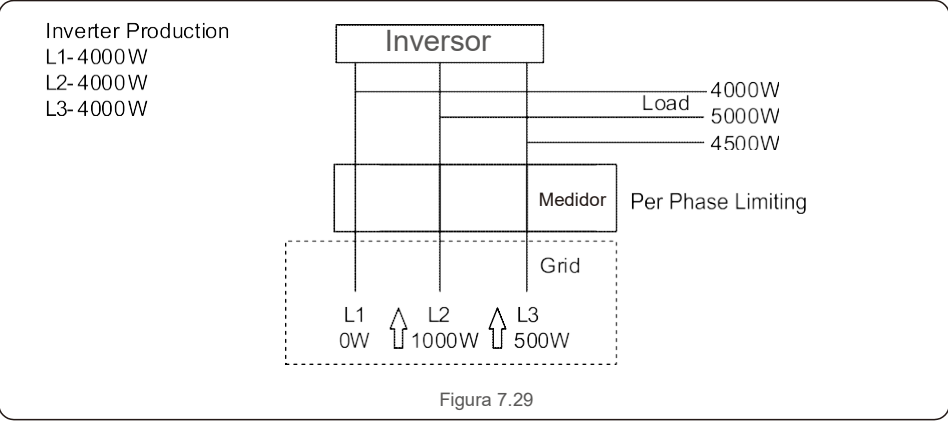 Inverter Production
L1-4000W
L2-4000W
L3-4000W
Inversor
4000W
Load
5000W
4500W
Medidor
Per Phase Limiting
Grid
L1 L2 L3
0W 1000W 500W
Figura 7.29